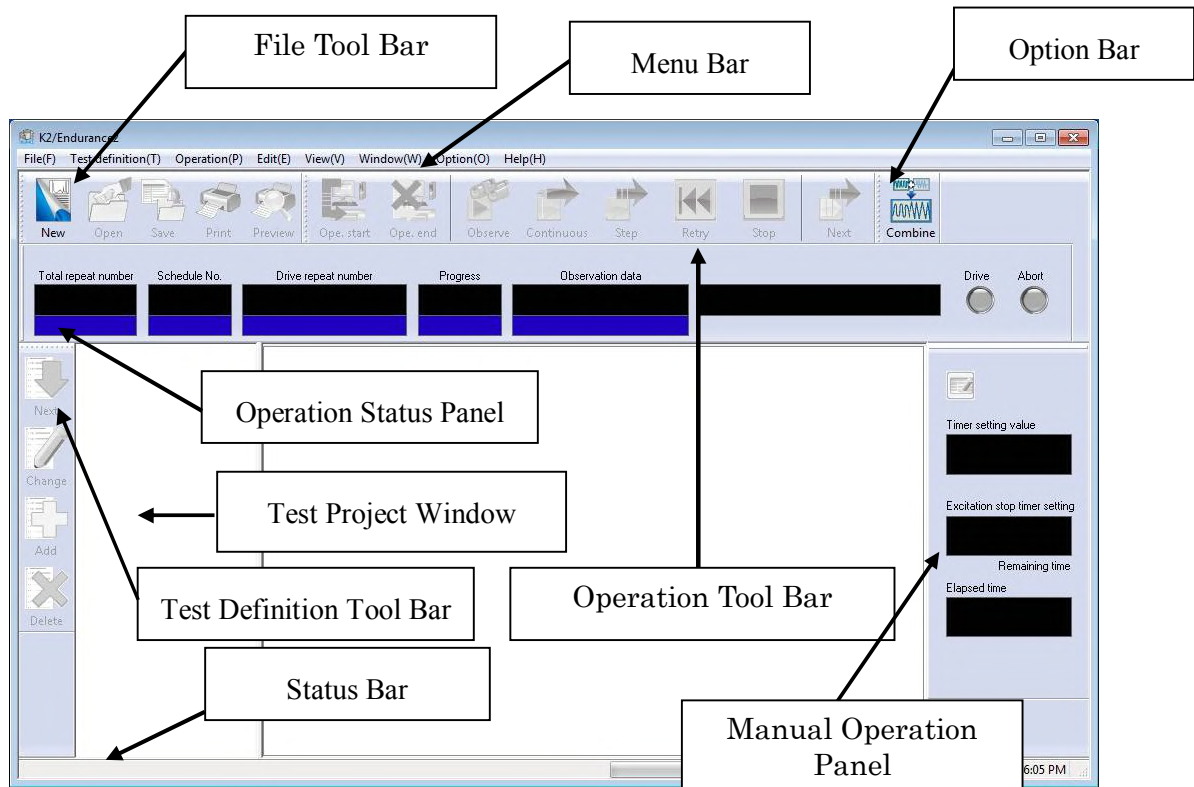 File Tool Bar
Menu Bar
Option Bar
K2/Endurance2
File(F) Test definition(T) Operation(P) Edit(E) View(V) Window(W) Option(O) Help(H)
New Open Save Print Preview Ope. start Ope. end Observe Continuous Step Retry Stop Next Combine
Total repeat number Schedule No. Drive repeat number Progress Observation data Drive Abort
Next
Change
Add
Delete
Operation Status Panel
Test Project Window
Test Definition Tool Bar
Operation Tool Bar
Status Bar
Timer setting value
Excitation stop timer setting
Remaining time
Elapsed time
Manual Operation
Panel
6:05 PM